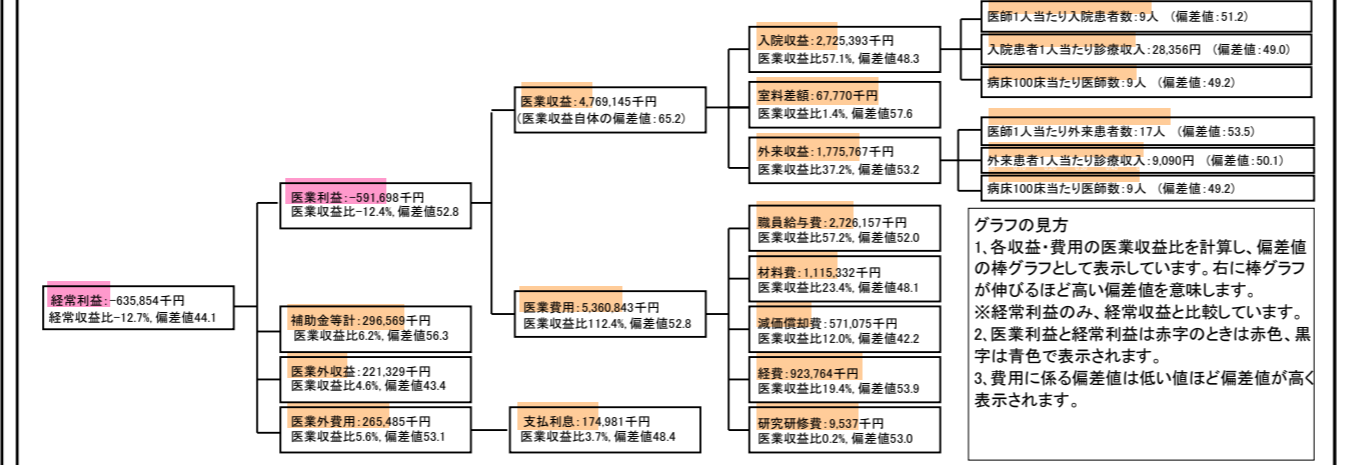 医師1人当たり入院患者数:9人 (偏差値:51.2)
入院収益:2,725,393千円
医業収益比57.1%, 偏差値48.3
入院患者1人当たり診療収入:28,356円 (偏差値:49.0)
病床100床当たり医師数:9人 (偏差値:49.2)
医業収益:4,769,145千円
(医業収益自体の偏差値:65.2)
室料差額:67,770千円
医業収益比1.4%, 偏差値57.6
医師1人当たり外来患者数:17人 (偏差値:53.5)
外来収益:1,775,767千円
医業収益比37.2%, 偏差値53.2
外来患者1人当たり診療収入:9,090円 (偏差値:50.1)
病床100床当たり医師数:9人 (偏差値:49.2)
医業利益:-591,698千円
医業収益比-12.4%, 偏差値52.8
職員給与費:2,726,157千円
医業収益比57.2%, 偏差値52.0
材料費:1,115,332千円
医業収益比23.4%, 偏差値48.1
経常利益:-635,854千円
経常収益比-12.7%, 偏差値44.1
医業費用:5,360,843千円
医業収益比112.4%, 偏差値52.8
補助金等計:296,569千円
医業収益比6.2%, 偏差値56.3
減価償却費:571,075千円
医業収益比12.0%, 偏差値42.2
医業外収益:221,329千円
医業収益比4.6%, 偏差値43.4
経費:923,764千円
医業収益比19.4%, 偏差値53.9
医業外費用:265,485千円
医業収益比5.6%, 偏差値53.1
支払利息:174,981千円
医業収益比3.7%, 偏差値48.4
研究研修費:9,537千円
医業収益比0.2%, 偏差値53.0
グラフの見方
1、各収益・費用の医業収益比を計算し、偏差値
の棒グラフとして表示しています。右に棒グラフ
が伸びるほど高い偏差値を意味します。
※経常利益のみ、経常収益と比較しています。
2、医業利益と経常利益は赤字のときは赤色、黒
字は青色で表示されます。
3、費用に係る偏差値は低い値ほど偏差値が高く
表示されます。